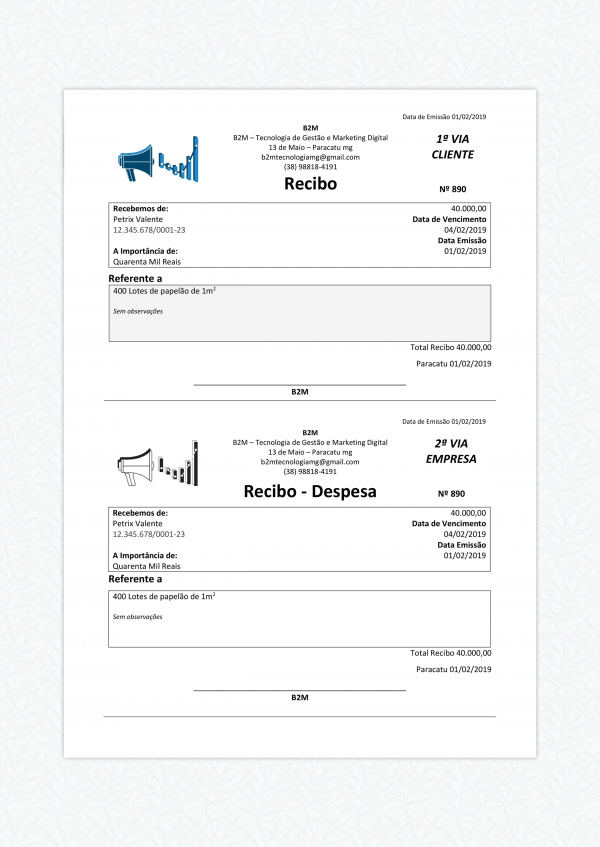 Data de Emissão 01/02/2019
B2M
B2M – Tecnologia de Gestão e Marketing Digital
13 de Maio – Paracatu mg
b2mtecnologiamg@gmail.com
(38) 98818-4191
1ª VIA
CLIENTE
Recibo
Nº 890
Recebemos de:
40.000,00
Petrix Valente
Data de Vencimento
12.345.678/0001-23
04/02/2019
Data Emissão
A Importância de:
01/02/2019
Quarenta Mil Reais
Referente a
400 Lotes de papelão de 1m²
Sem observações
Total Recibo 40.000,00
Paracatu 01/02/2019
B2M
Data de Emissão 01/02/2019
B2M
B2M – Tecnologia de Gestão e Marketing Digital
13 de Maio – Paracatu mg
b2mtecnologiamg@gmail.com
(38) 98818-4191
2ª VIA
EMPRESA
Recibo - Despesa
Nº 890
Recebemos de:
40.000,00
Petrix Valente
Data de Vencimento
12.345.678/0001-23
04/02/2019
Data Emissão
A Importância de:
01/02/2019
Quarenta Mil Reais
Referente a
400 Lotes de papelão de 1m²
Sem observações
Total Recibo 40.000,00
Paracatu 01/02/2019
B2M